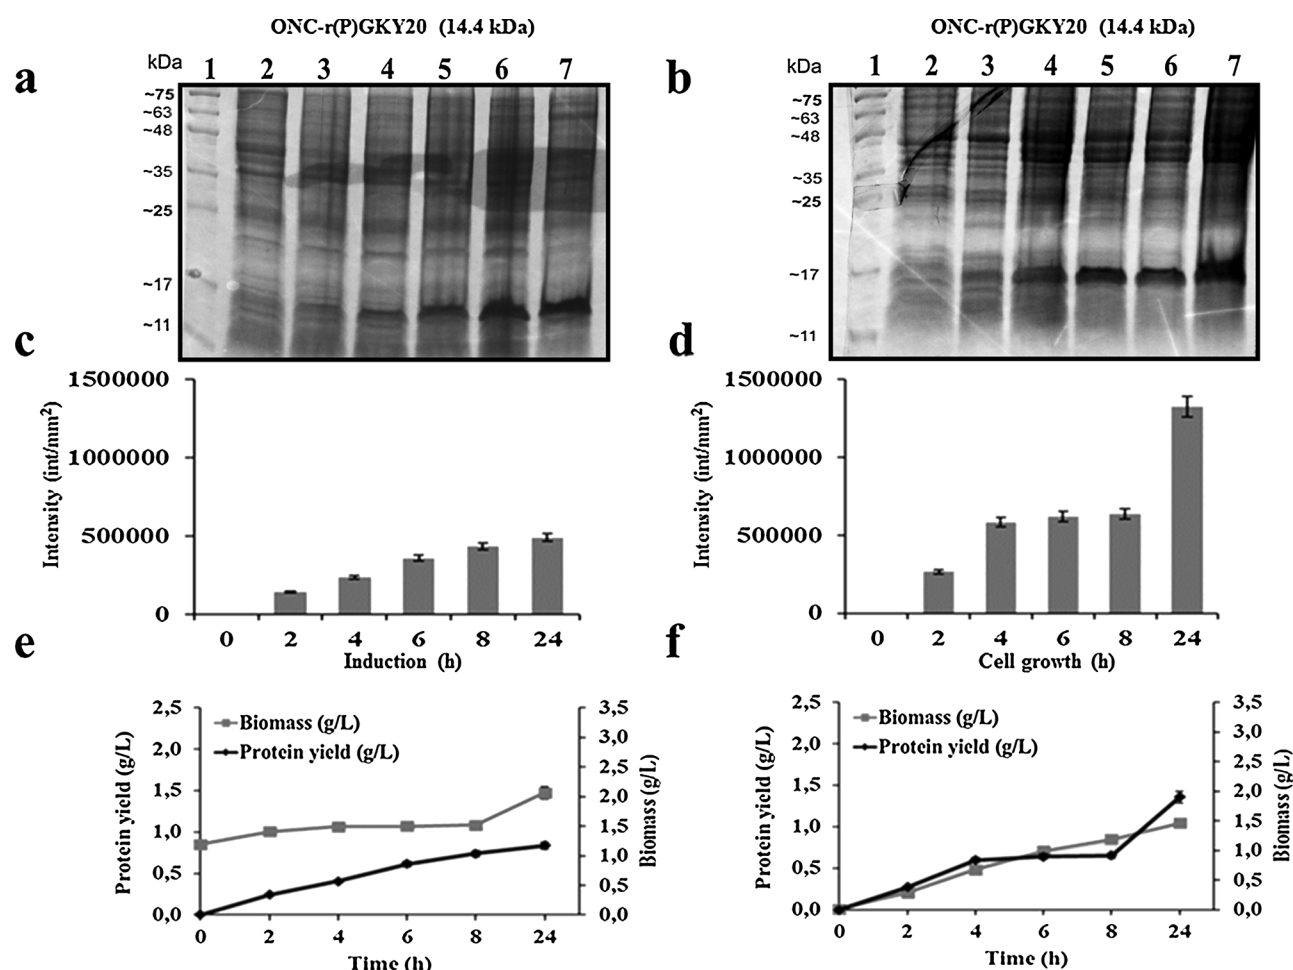 ONC-r(P)GKY20 (14.4 kDa)
a
kDa 1 2 3 4 5 6 7
~75
~63
~48
~35
~25
~17
~11
ONC-r(P)GKY20 (14.4 kDa)
b
kDa 1 2 3 4 5 6 7
~75
~63
~48
~35
~25
~17
~11
c
Intensity (int/mm²)
1500000
1000000
500000
0
0 2 4 6 8 24
Induction (h)
d
Intensity (int/mm²)
1500000
1000000
500000
0
0 2 4 6 8 24
Cell growth (h)
e
Protein yield (g/L)
2,5
2,0
1,5
1,0
0,5
0,0
Biomass (g/L)
Protein yield (g/L)
3,5
3,0
2,5
2,0
1,5
1,0
0,5
0,0
Biomass (g/L)
0 2 4 6 8 24
Time (h)
f
Protein yield (g/L)
2,5
2,0
1,5
1,0
0,5
0,0
Biomass (g/L)
Protein yield (g/L)
3,5
3,0
2,5
2,0
1,5
1,0
0,5
0,0
Biomass (g/L)
0 2 4 6 8 24
Time (h)